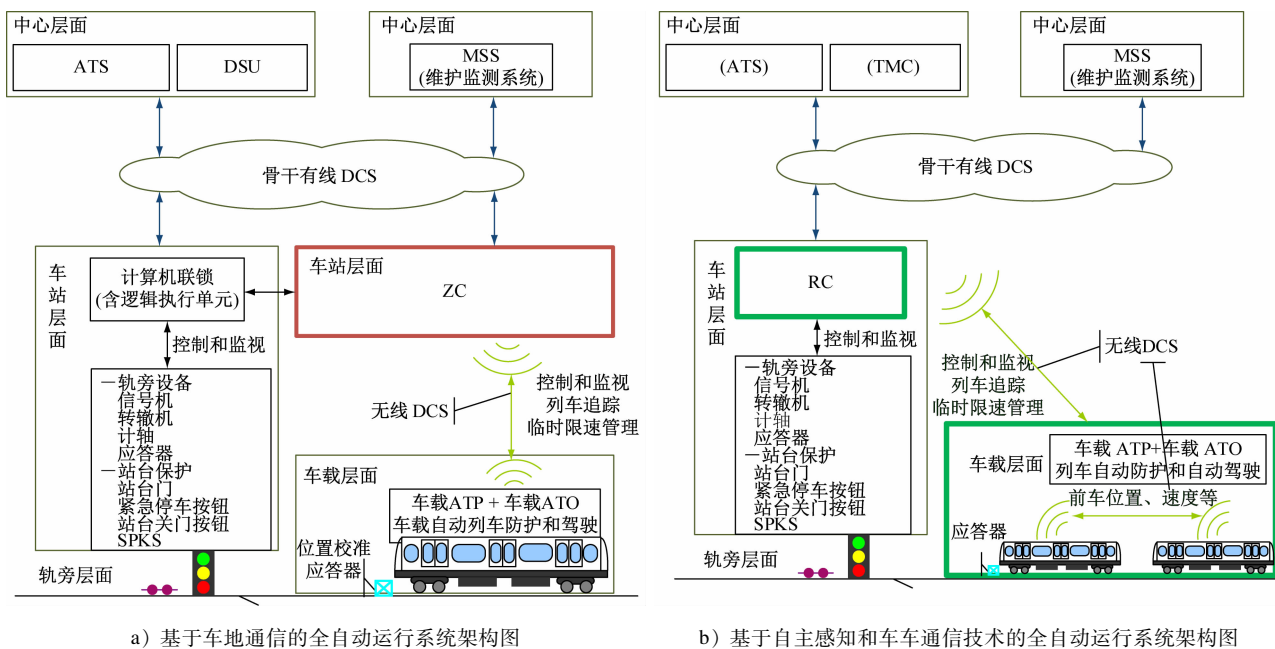 中心层面
ATS
DSU
中心层面
MSS
(维护监测系统)
骨干有线 DCS
车站层面
计算机联锁
(含逻辑执行单元)
控制和监视
一轨旁设备
信号机
转辙机
计轴
应答器
一站台保护
站台门
紧急停车按钮
站台关门按钮
SPKS
轨旁层面
车站层面
ZC
无线 DCS
控制和监视
列车追踪
临时限速管理
车载层面
车载ATP + 车载ATO
车载自动列车防护和驾驶
位置校准
应答器
a）基于车地通信的全自动运行系统架构图
中心层面
(ATS)
(TMC)
中心层面
MSS
(维护监测系统)
骨干有线 DCS
车站层面
RC
控制和监视
一轨旁设备
信号机
转辙机
计轴
应答器
一站台保护
站台门
紧急停车按钮
站台关门按钮
SPKS
轨旁层面
无线DCS
控制和监视
列车追踪
临时限速管理
车载层面
车载 ATP+车载 ATO
列车自动防护和自动驾驶
前车位置、速度等
应答器
b）基于自主感知和车车通信技术的全自动运行系统架构图